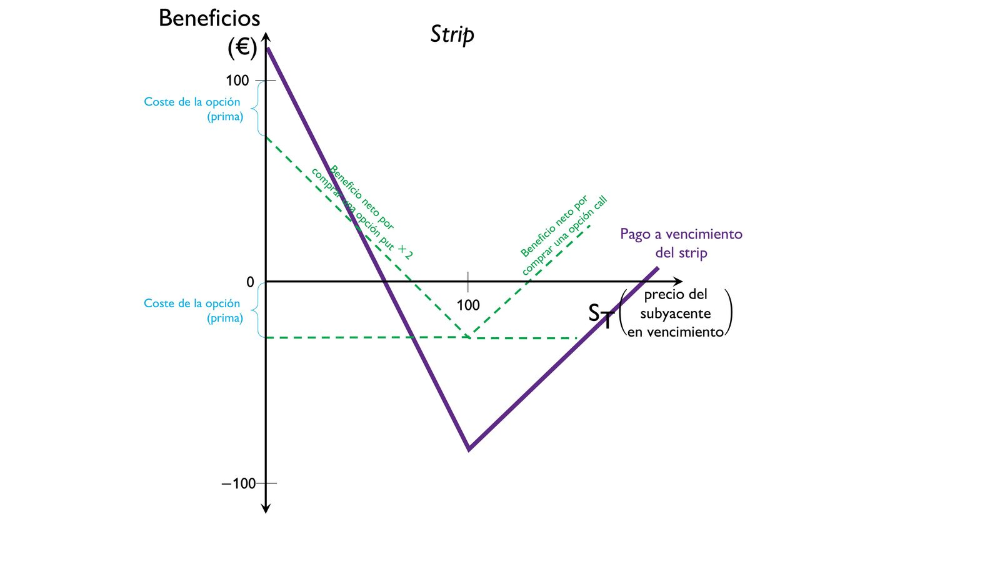 Beneficios
(€)
Strip
100
Coste de la opción
(prima)
Beneficio neto por
comprar una opción put × 2
Beneficio neto por
comprar una opción call
Pago a vencimiento
del strip
0
100
Coste de la opción
(prima)
S_T
precio del
subyacente
en vencimiento
−100